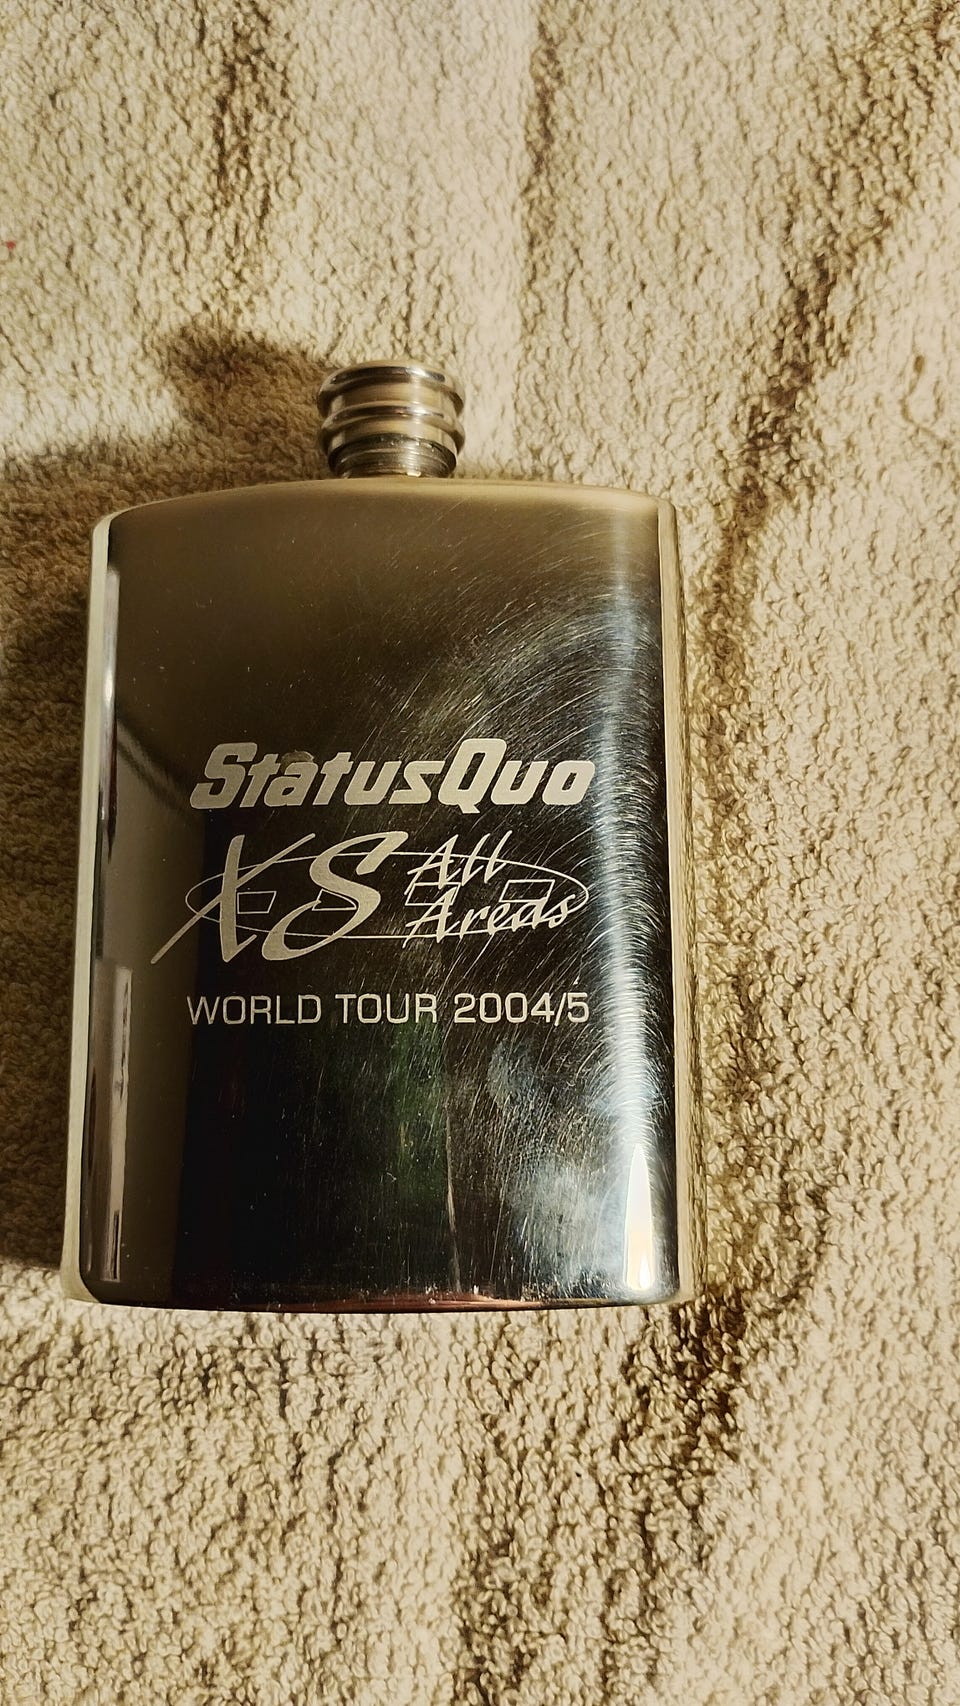 StatusQuo
XS All Areas
WORLD TOUR 2004/5